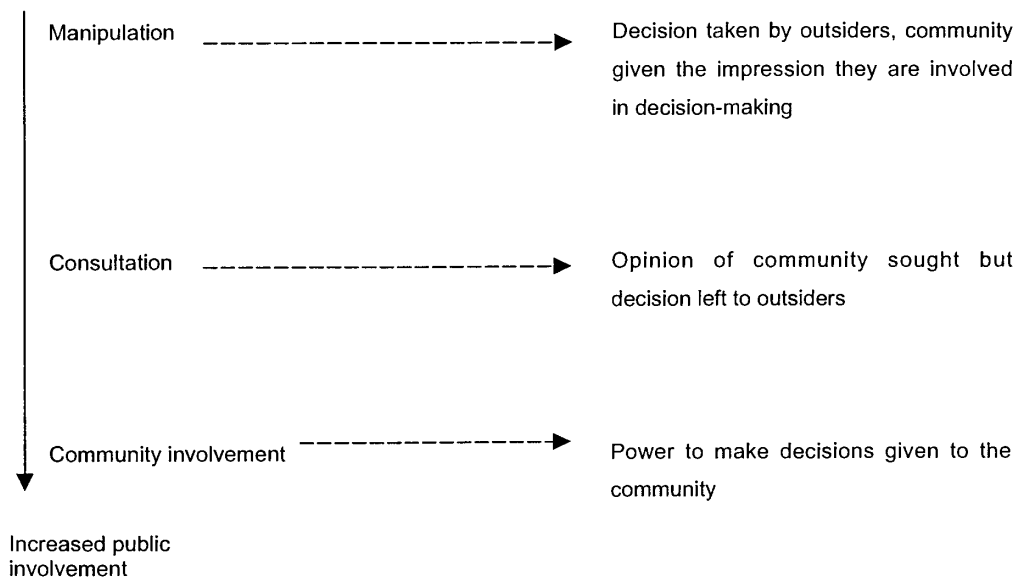 Manipulation
Decision taken by outsiders, community
given the impression they are involved
in decision-making
Consultation
Opinion of community sought but
decision left to outsiders
Community involvement
Power to make decisions given to the
community
Increased public
involvement